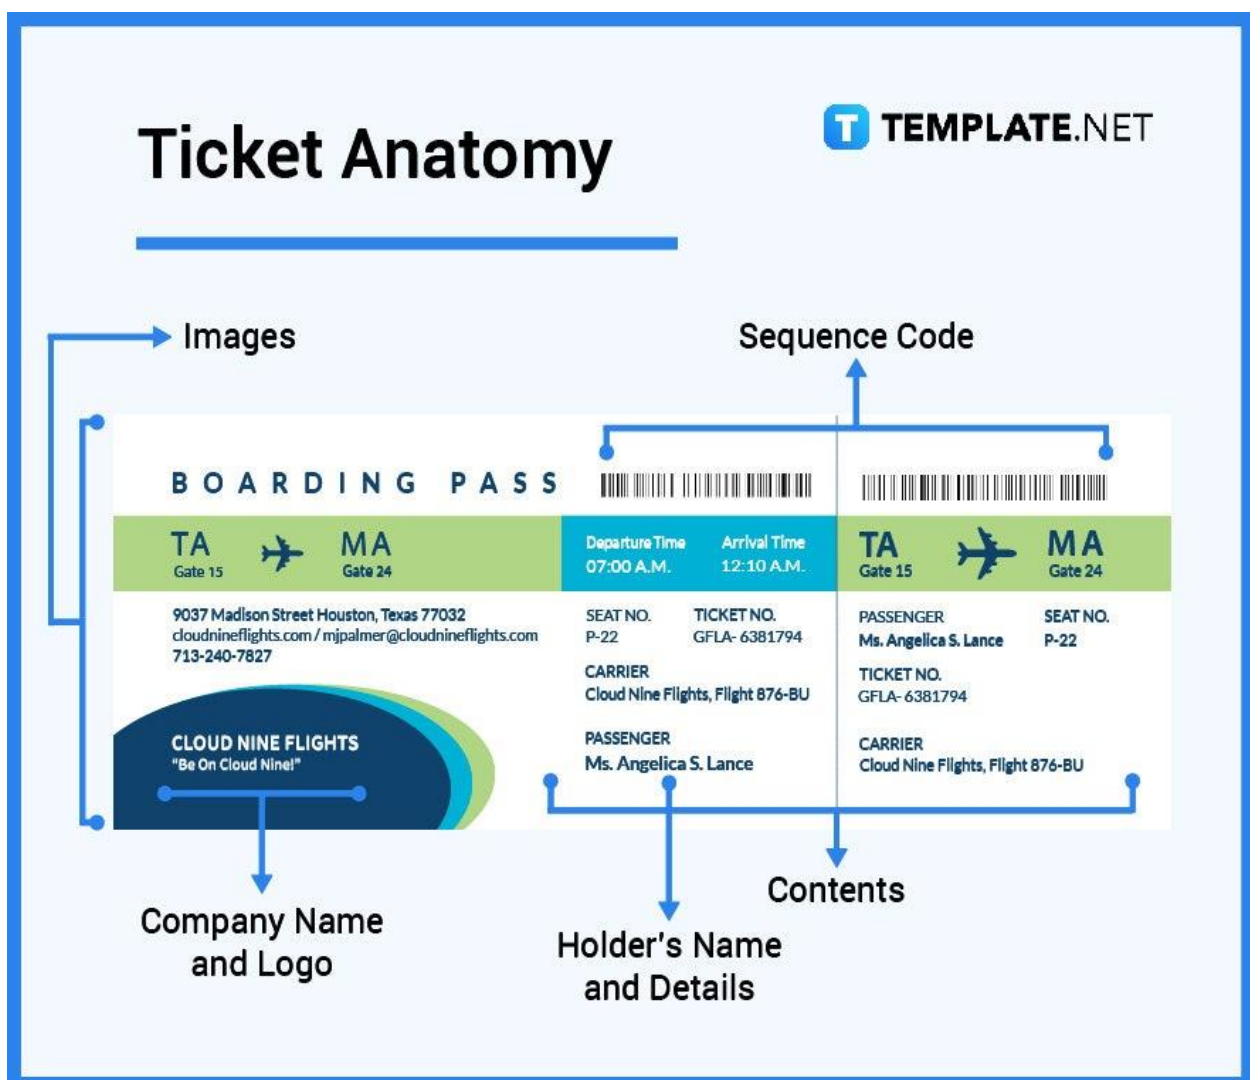 Ticket Anatomy
T TEMPLATE.NET
Images
Sequence Code
BOARDING PASS
TA
Gate 15
MA
Gate 24
Departure Time
07:00 A.M.
Arrival Time
12:10 A.M.
TA
Gate 15
MA
Gate 24
9037 Madison Street Houston, Texas 77032
cloudnineflights.com / mjpalmer@cloudnineflights.com
713-240-7827
CLOUD NINE FLIGHTS
"Be On Cloud Nine!"
SEAT NO.
P-22
TICKET NO.
GFLA- 6381794
CARRIER
Cloud Nine Flights, Flight 876-BU
PASSENGER
Ms. Angelica S. Lance
PASSENGER
Ms. Angelica S. Lance
SEAT NO.
P-22
TICKET NO.
GFLA- 6381794
CARRIER
Cloud Nine Flights, Flight 876-BU
Company Name
and Logo
Holder's Name
and Details
Contents